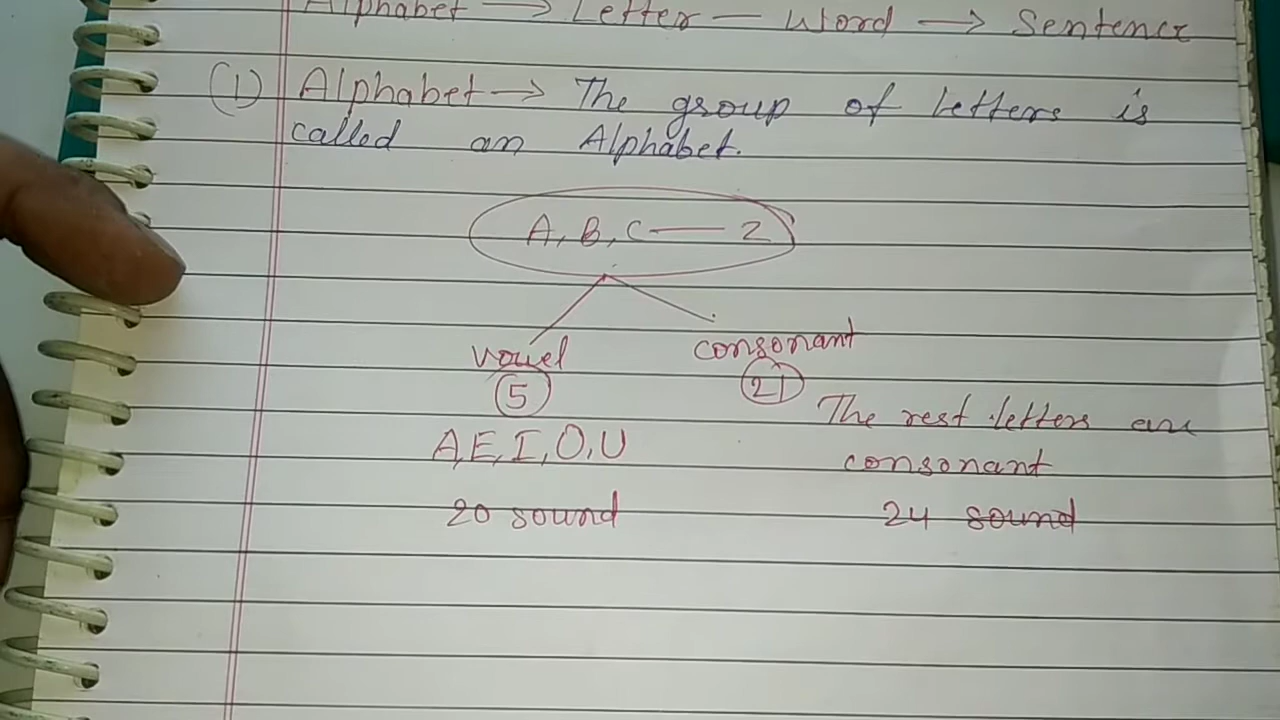 Alphabet → Letter — Word → Sentence
(1) Alphabet → The group of letters is
called an Alphabet.
A, B, C — Z
vowel consonant
5 21
The rest letters are
A, E, I, O, U
consonant
20 sound 24 sound